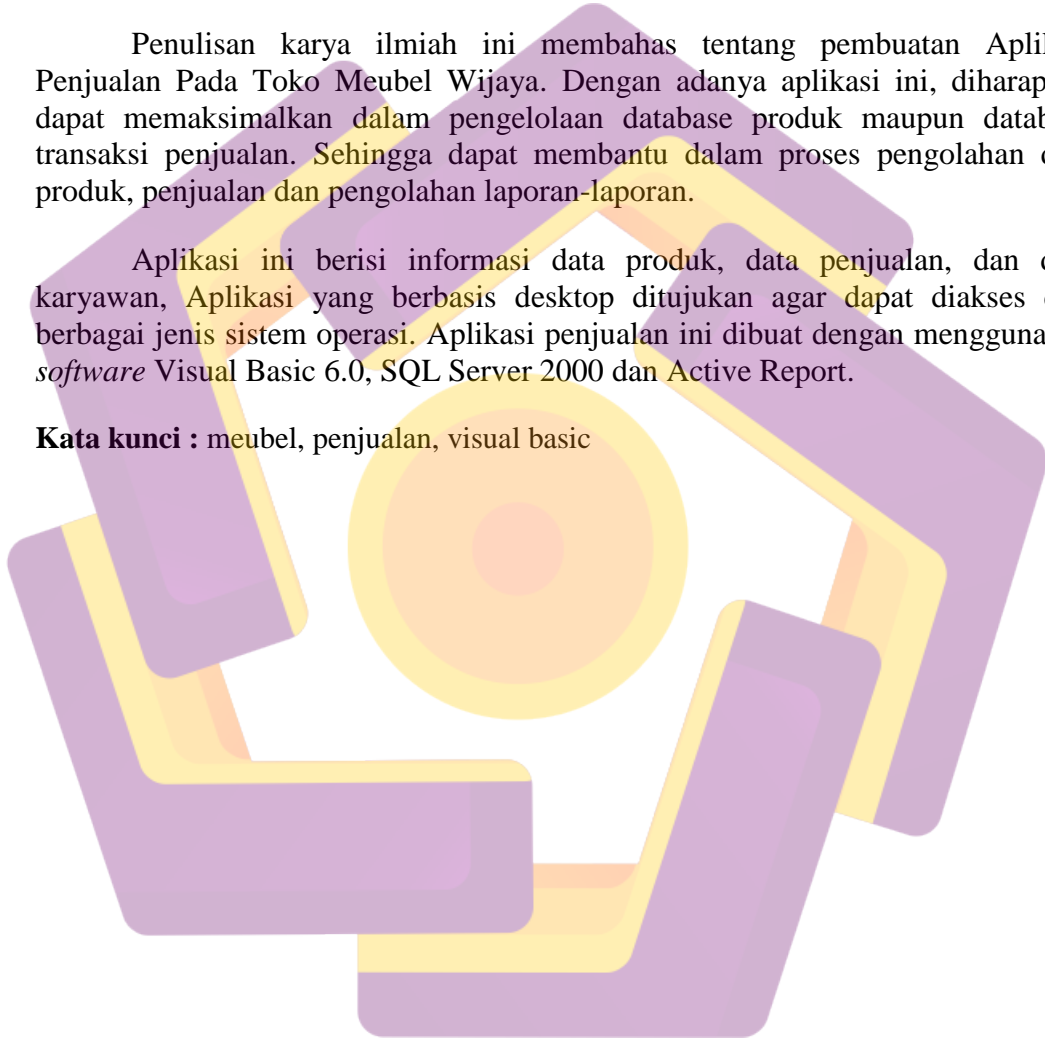 Penulisan karya ilmiah ini membahas tentang pembuatan Aplik
Penjualan Pada Toko Meubel Wijaya. Dengan adanya aplikasi ini, diharap
dapat memaksimalkan dalam pengelolaan database produk maupun datab
transaksi penjualan. Sehingga dapat membantu dalam proses pengolahan
produk, penjualan dan pengolahan laporan-laporan.
Aplikasi ini berisi informasi data produk, data penjualan, dan
karyawan, Aplikasi yang berbasis desktop ditujukan agar dapat diakses
berbagai jenis sistem operasi. Aplikasi penjualan ini dibuat dengan mengguna
software Visual Basic 6.0, SQL Server 2000 dan Active Report.
Kata kunci : meubel, penjualan, visual basic